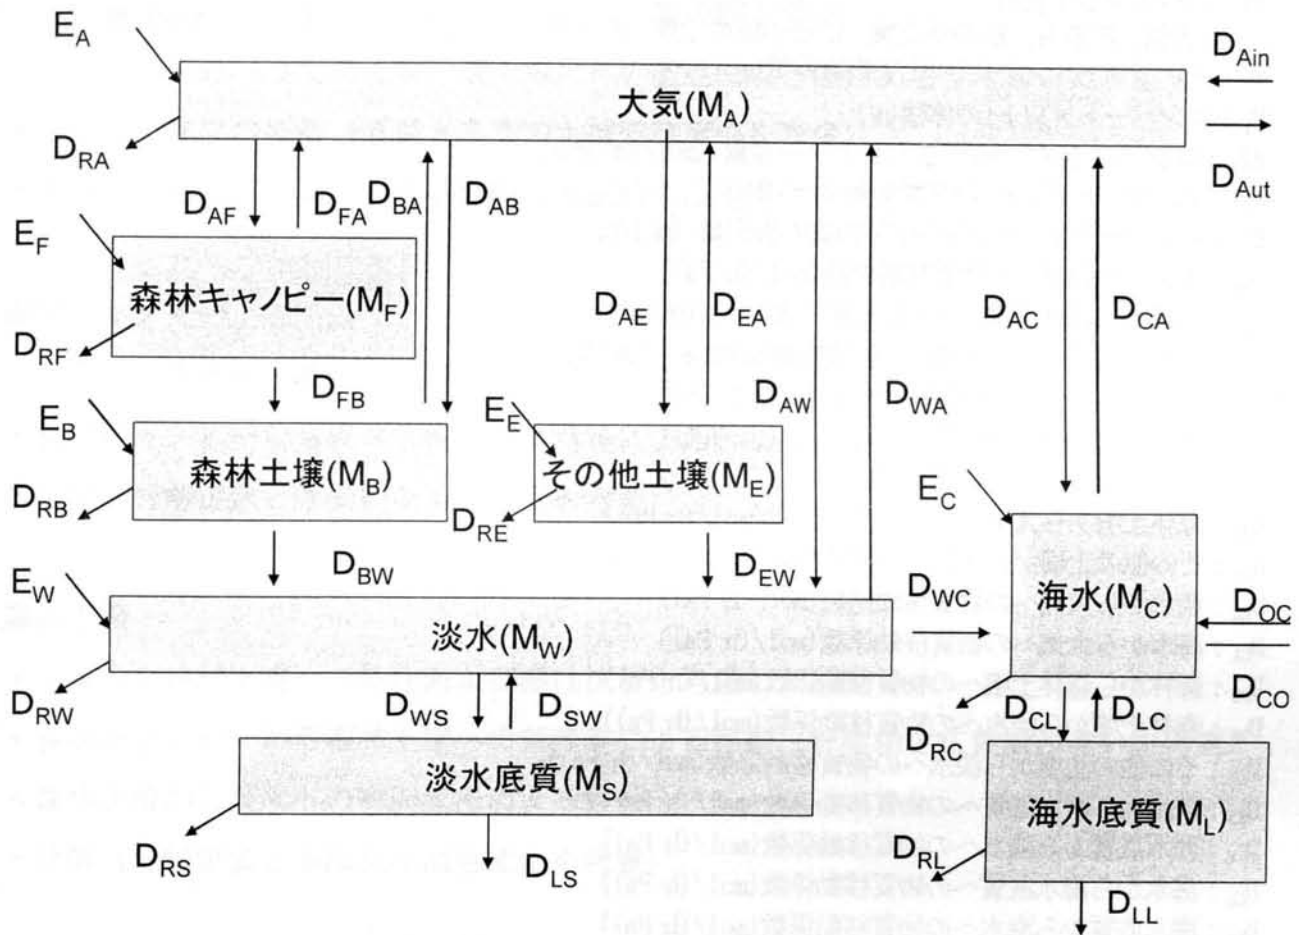 E_A
D_Ain
大気(M_A)
D_RA
D_Aut
D_AF
D_FA
D_BA
D_AB
E_F
森林キャノピー(M_F)
D_AE
D_EA
D_AC
D_CA
D_RF
D_FB
D_AW
D_WA
E_B
E_E
森林土壌(M_B)
その他土壌(M_E)
E_C
D_RB
D_RE
D_BW
D_EW
E_W
D_WC
海水(M_C)
D_OC
淡水(M_W)
D_CO
D_RW
D_WS
D_SW
D_CL
D_LC
D_RC
淡水底質(M_S)
海水底質(M_L)
D_RS
D_LS
D_RL
D_LL